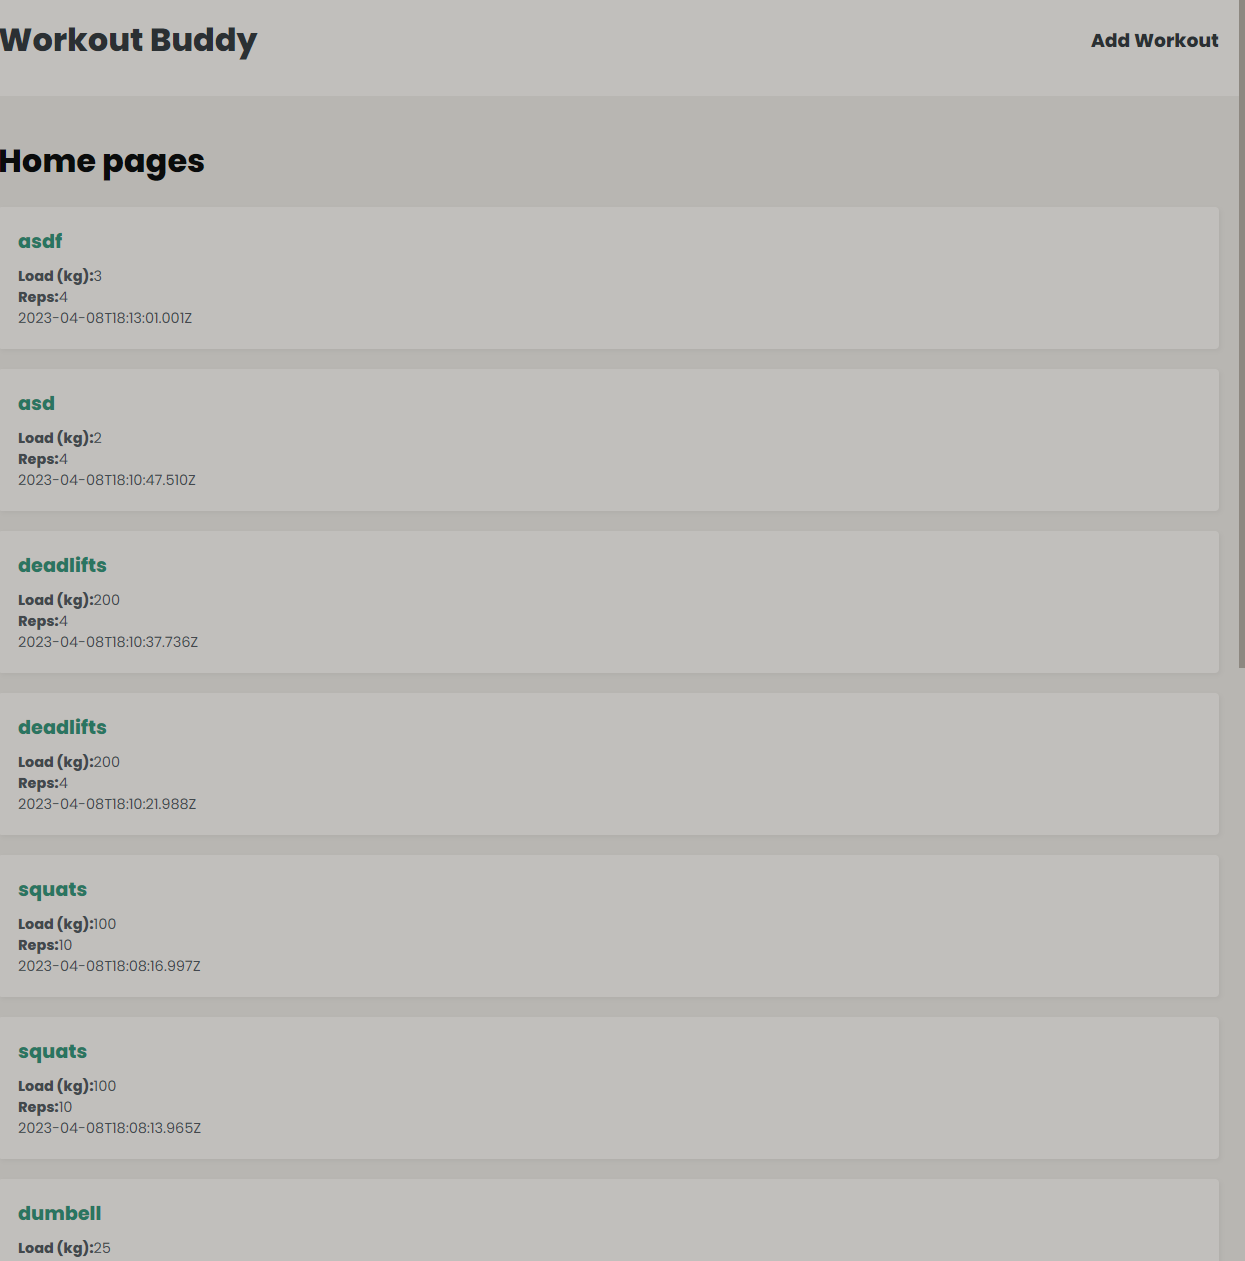 Workout Buddy
Add Workout
Home pages
asdf
Load (kg):3
Reps:4
2023-04-08T18:13:01.001Z
asd
Load (kg):2
Reps:4
2023-04-08T18:10:47.510Z
deadlifts
Load (kg):200
Reps:4
2023-04-08T18:10:37.736Z
deadlifts
Load (kg):200
Reps:4
2023-04-08T18:10:21.988Z
squats
Load (kg):100
Reps:10
2023-04-08T18:08:16.997Z
squats
Load (kg):100
Reps:10
2023-04-08T18:08:13.965Z
dumbell
Load (kg):25